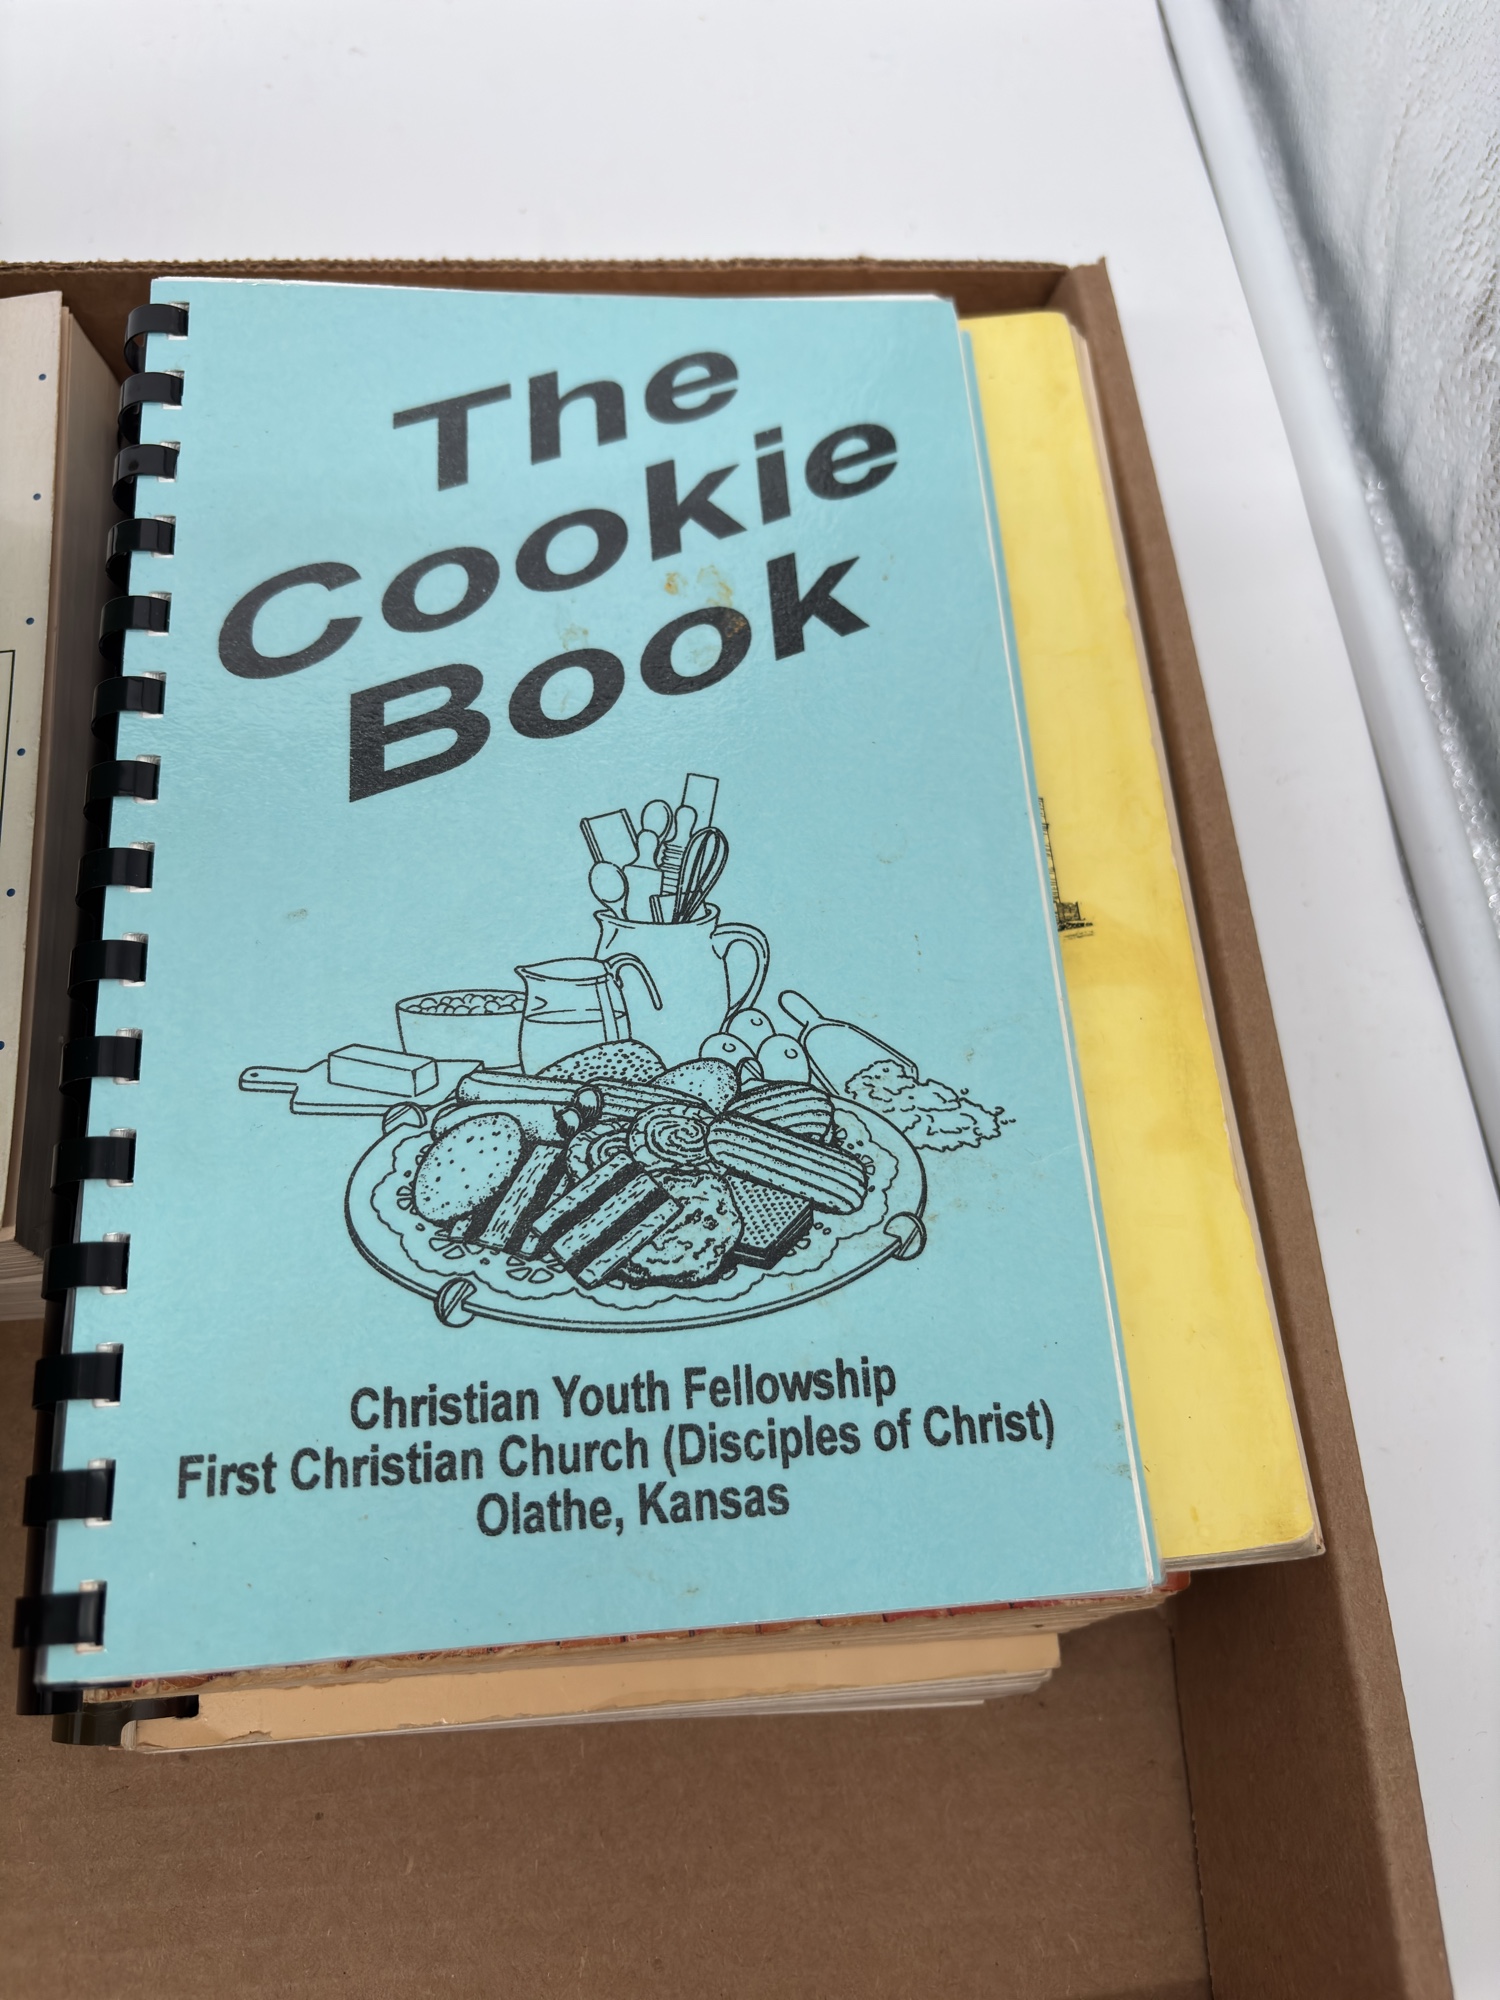 The
Cookie
Book
Christian Youth Fellowship
First Christian Church (Disciples of Christ)
Olathe, Kansas